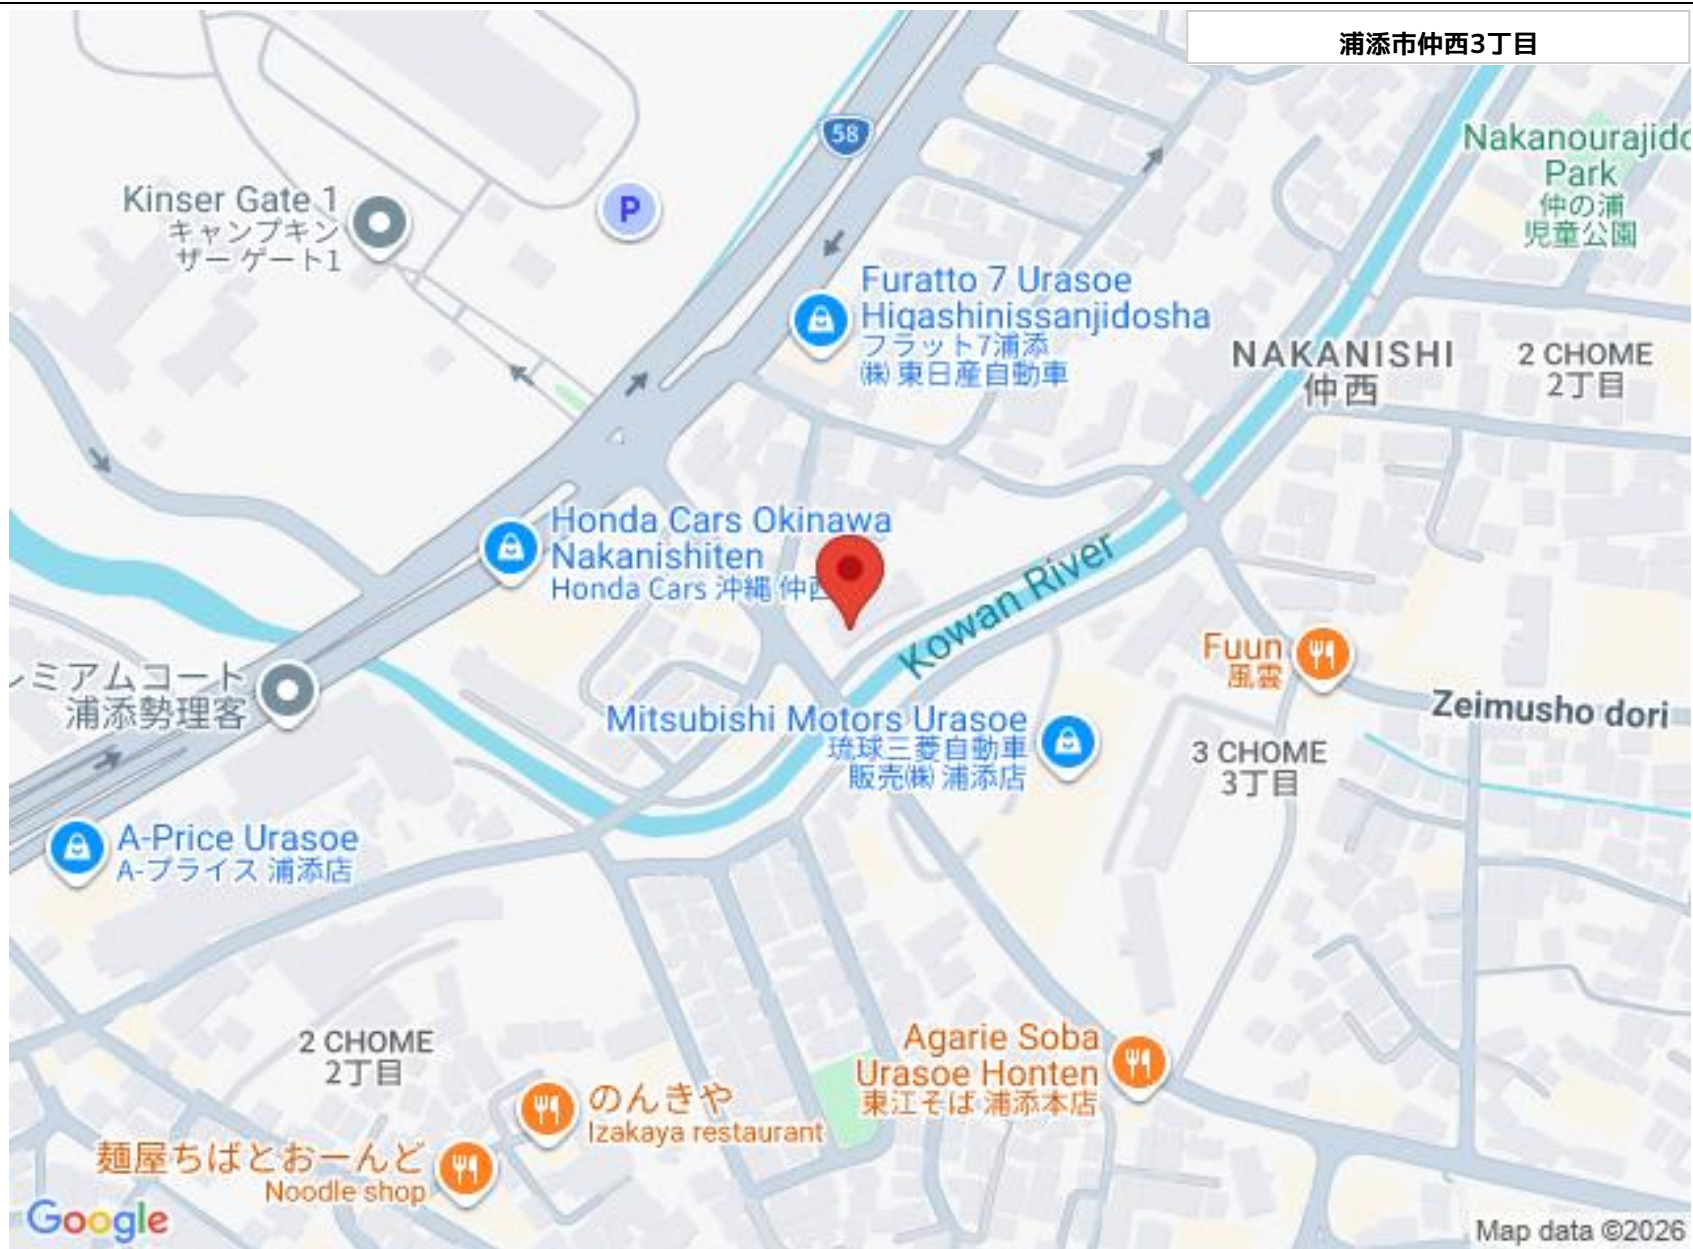 浦添市仲西3丁目
58
Nakanourajido
Park
仲の浦
児童公園
Kinser Gate 1
キャンプキン
ザー ゲート1
P
Furatto 7 Urasoe
Higashinissanjidosha
フラット7浦添
㈱東日産自動車
NAKANISHI
仲西
2 CHOME
2丁目
Honda Cars Okinawa
Nakanishiten
Honda Cars 沖縄 仲西
Kowan River
Fuun
風雲
レミアムコート
浦添勢理客
Zeimusho dori
Mitsubishi Motors Urasoe
琉球三菱自動車
販売㈱ 浦添店
3 CHOME
3丁目
A-Price Urasoe
A-プライス 浦添店
2 CHOME
2丁目
Agarie Soba
Urasoe Honten
東江そば 浦添本店
のんきや
Izakaya restaurant
麺屋ちばとおーんど
Noodle shop
Google
Map data ©2026